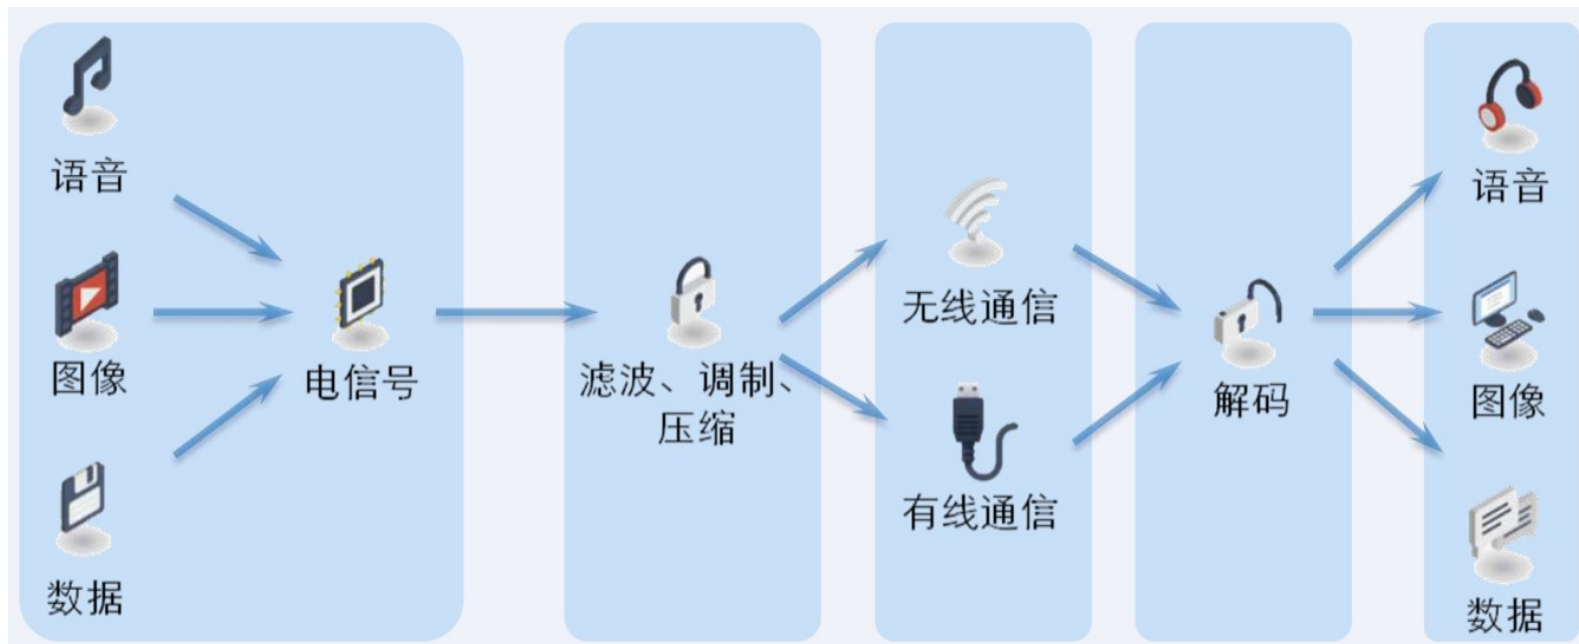 语音
图像
数据
电信号
滤波、调制、
压缩
无线通信
有线通信
解码
语音
图像
数据